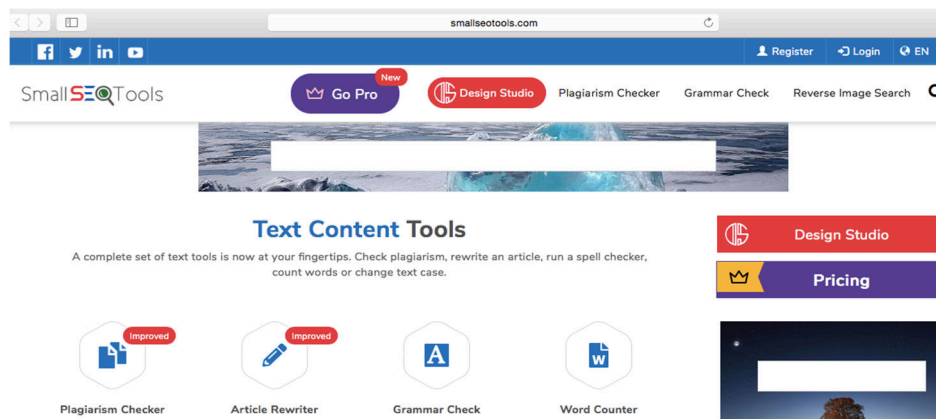 smallseotools.com
Register
Login
EN
SmallSEOTools
Go Pro
New
Design Studio
Plagiarism Checker
Grammar Check
Reverse Image Search
Text Content Tools
A complete set of text tools is now at your fingertips. Check plagiarism, rewrite an article, run a spell checker,
count words or change text case.
Design Studio
Pricing
Improved
Improved
A
W
Plagiarism Checker
Article Rewriter
Grammar Check
Word Counter